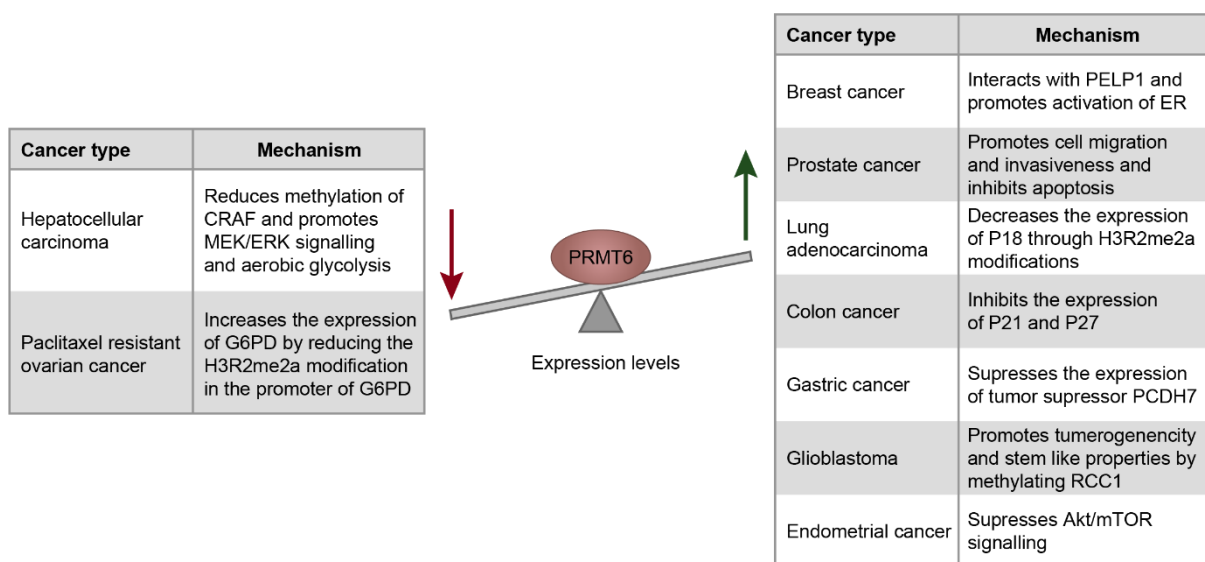 Cancer type Mechanism
Hepatocellular
carcinoma
Reduces methylation of
CRAF and promotes
MEK/ERK signalling
and aerobic glycolysis
Paclitaxel resistant
ovarian cancer
Increases the expression
of G6PD by reducing the
H3R2me2a modification
in the promoter of G6PD
PRMT6
Expression levels
Cancer type Mechanism
Breast cancer
Interacts with PELP1 and
promotes activation of ER
Prostate cancer
Promotes cell migration
and invasiveness and
inhibits apoptosis
Lung
adenocarcinoma
Decreases the expression
of P18 through H3R2me2a
modifications
Colon cancer
Inhibits the expression
of P21 and P27
Gastric cancer
Supresses the expression
of tumor supressor PCDH7
Glioblastoma
Promotes tumerogenencity
and stem like properties by
methylating RCC1
Endometrial cancer
Supresses Akt/mTOR
signalling